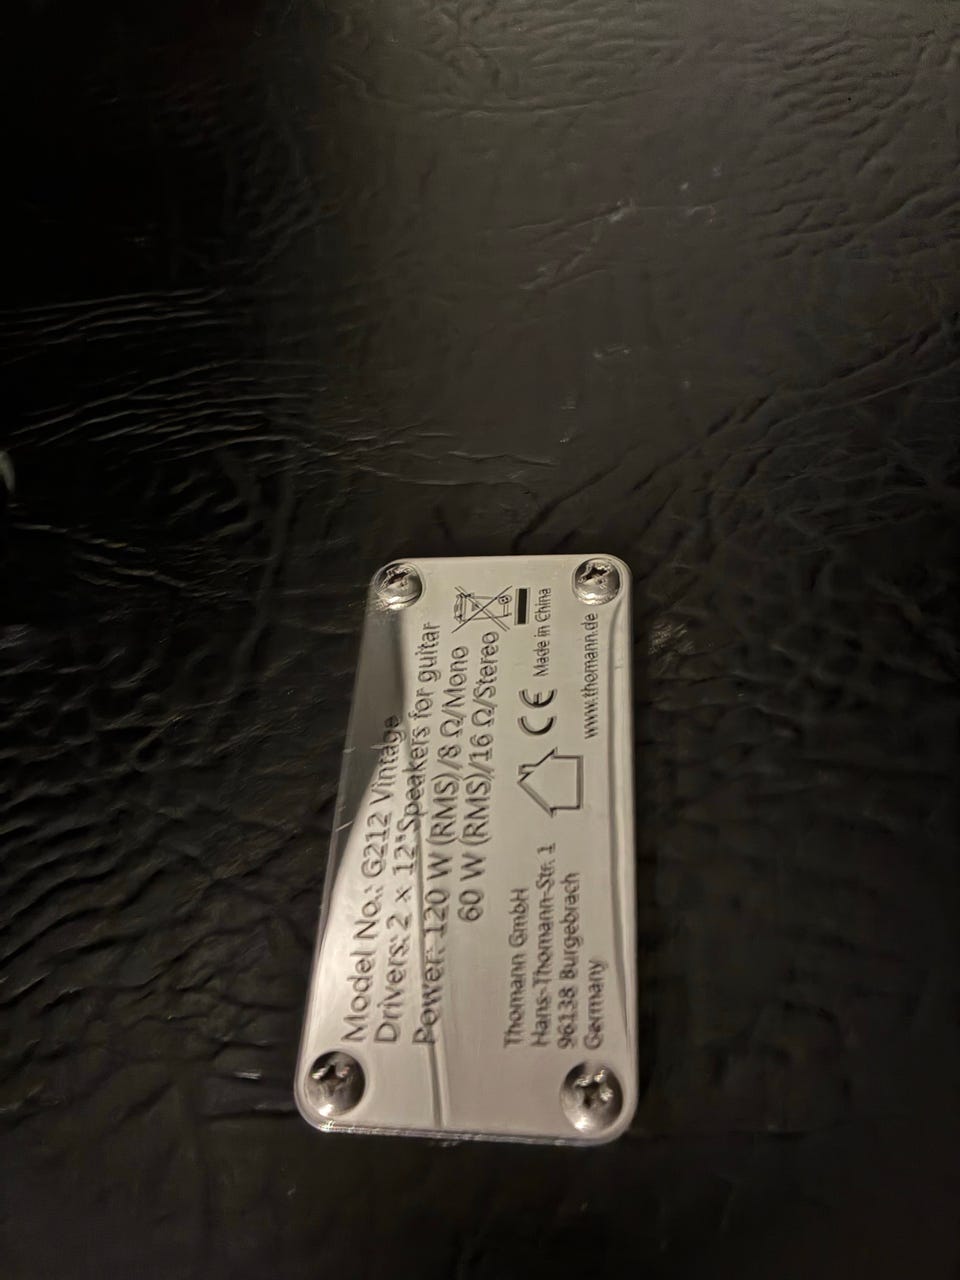 Model No.: G212 Vintage
Drivers: 2 x 12" Speakers for guitar
Power: 120 W (RMS)/8 Ω/Mono
60 W (RMS)/16 Ω/Stereo
Thomann GmbH
Hans-Thomann-Str. 1
96138 Burgebrach
Germany
CE
Made in China
www.thomann.de